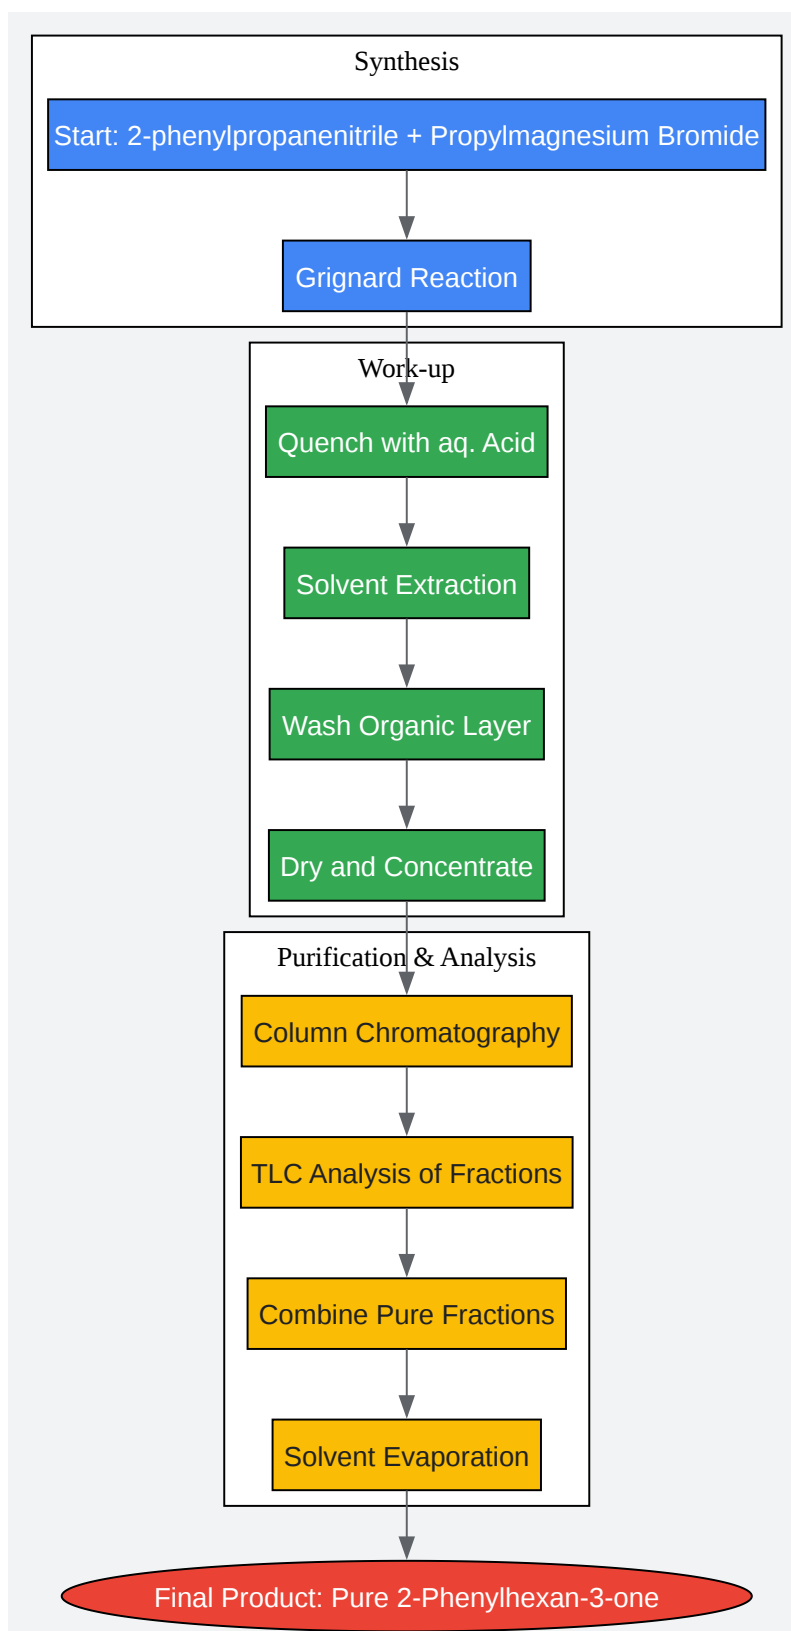 Synthesis
Start: 2-phenylpropanenitrile + Propylmagnesium Bromide
Grignard Reaction
Work-up
Quench with aq. Acid
Solvent Extraction
Wash Organic Layer
Dry and Concentrate
Purification & Analysis
Column Chromatography
TLC Analysis of Fractions
Combine Pure Fractions
Solvent Evaporation
Final Product: Pure 2-Phenylhexan-3-one